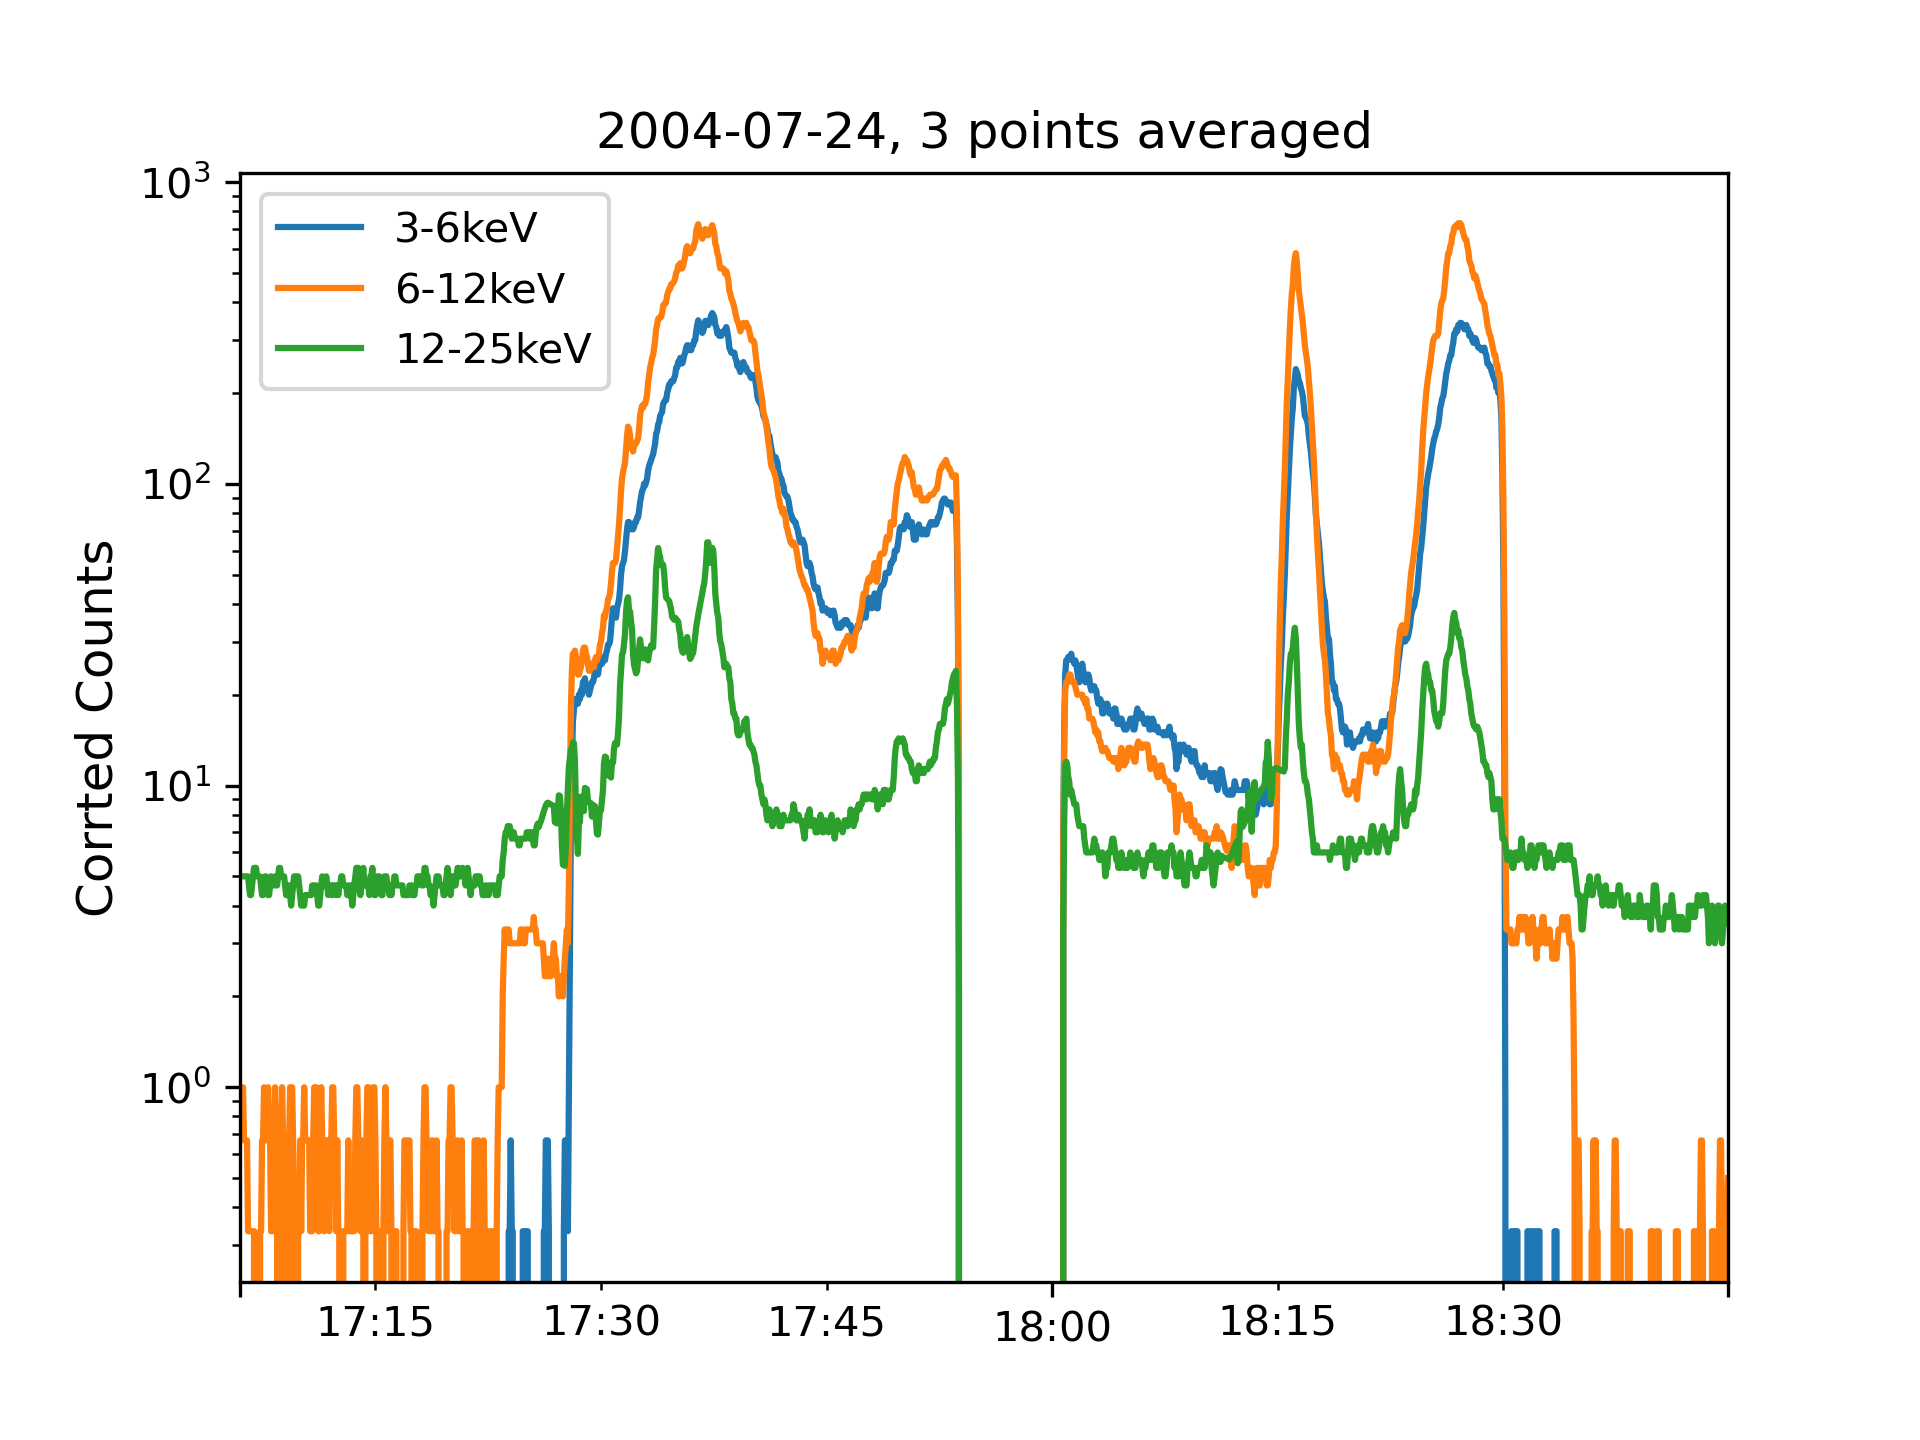 2004-07-24, 3 points averaged
10³
3-6keV
6-12keV
12-25keV
10²
10¹
10⁰
Corrted Counts
17:15 17:30 17:45 18:00 18:15 18:30